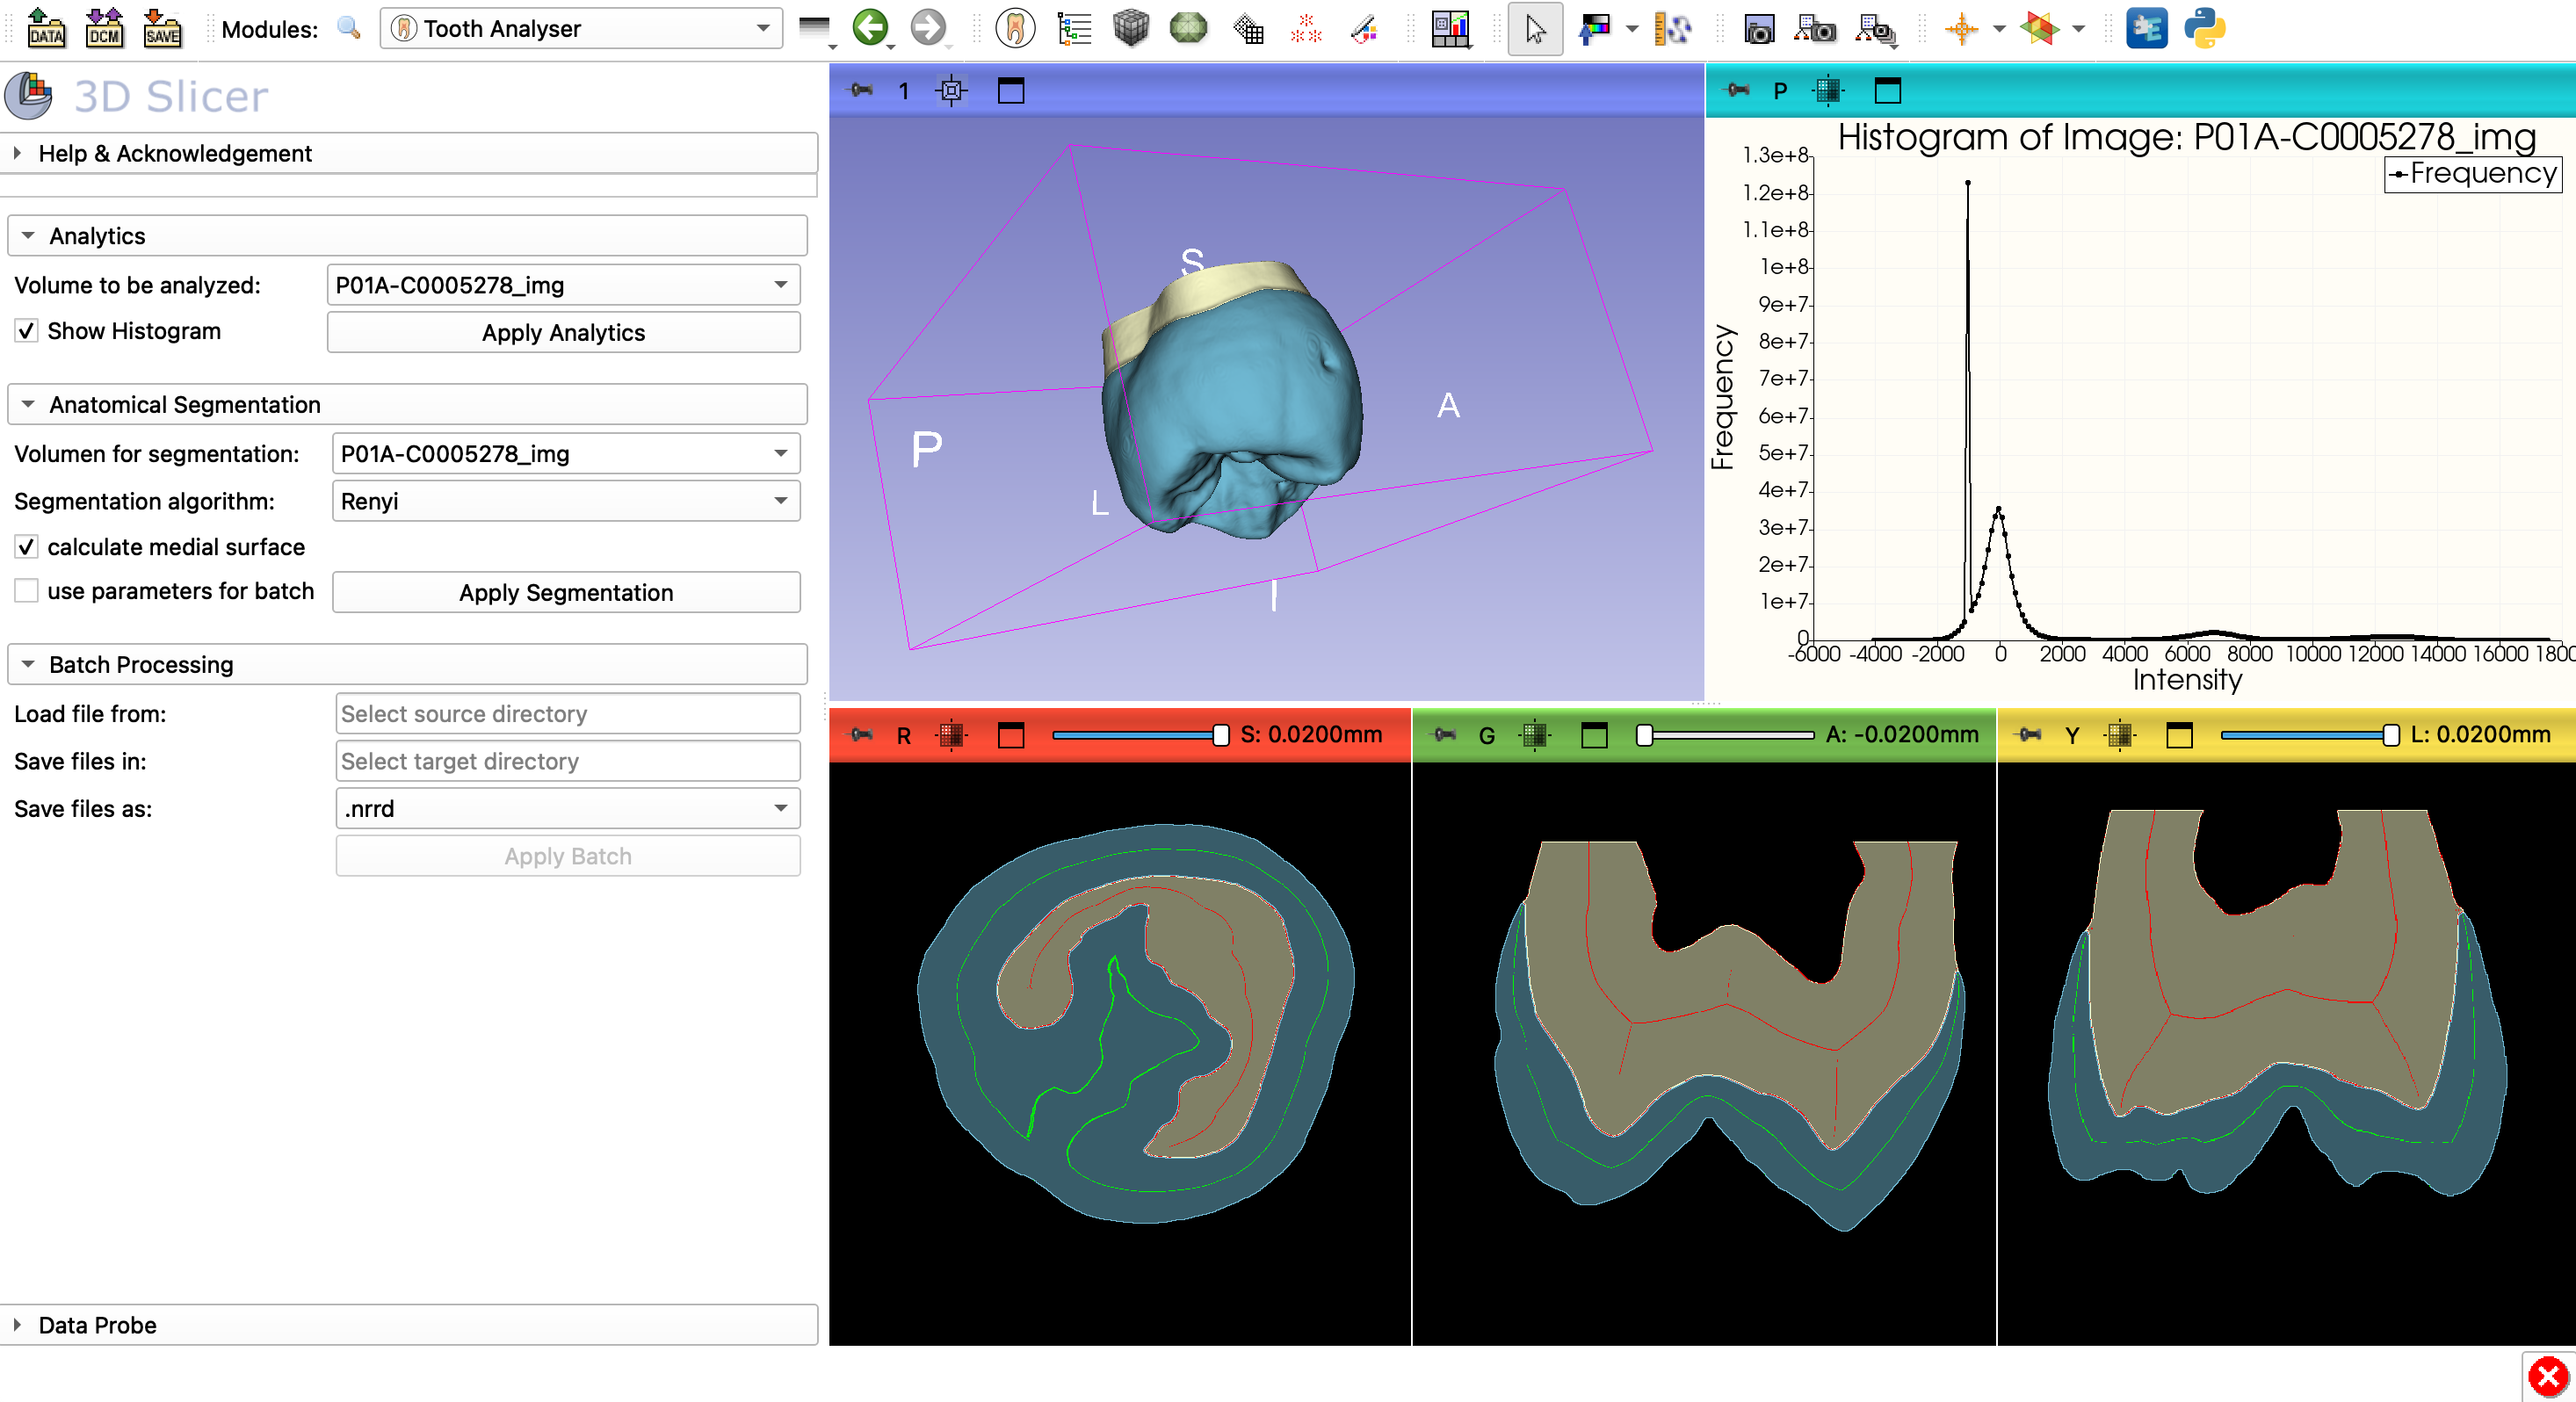 DATA DCM SAVE Modules: Tooth Analyser
3D Slicer
Help & Acknowledgement
Analytics
Volume to be analyzed: P01A-C0005278_img
Show Histogram Apply Analytics
Anatomical Segmentation
Volumen for segmentation: P01A-C0005278_img
Segmentation algorithm: Renyi
calculate medial surface
use parameters for batch Apply Segmentation
Batch Processing
Load file from: Select source directory
Save files in: Select target directory
Save files as: .nrrd
Apply Batch
Data Probe
1
S
A
P
L
I
P
Histogram of Image: P01A-C0005278_img
Frequency
1.3e+8
1.2e+8
1.1e+8
1e+8
9e+7
8e+7
7e+7
6e+7
5e+7
4e+7
3e+7
2e+7
1e+7
0
Frequency
-6000 -4000 -2000 0 2000 4000 6000 8000 10000 12000 14000 16000 1800
Intensity
R S: 0.0200mm
G A: -0.0200mm
Y L: 0.0200mm